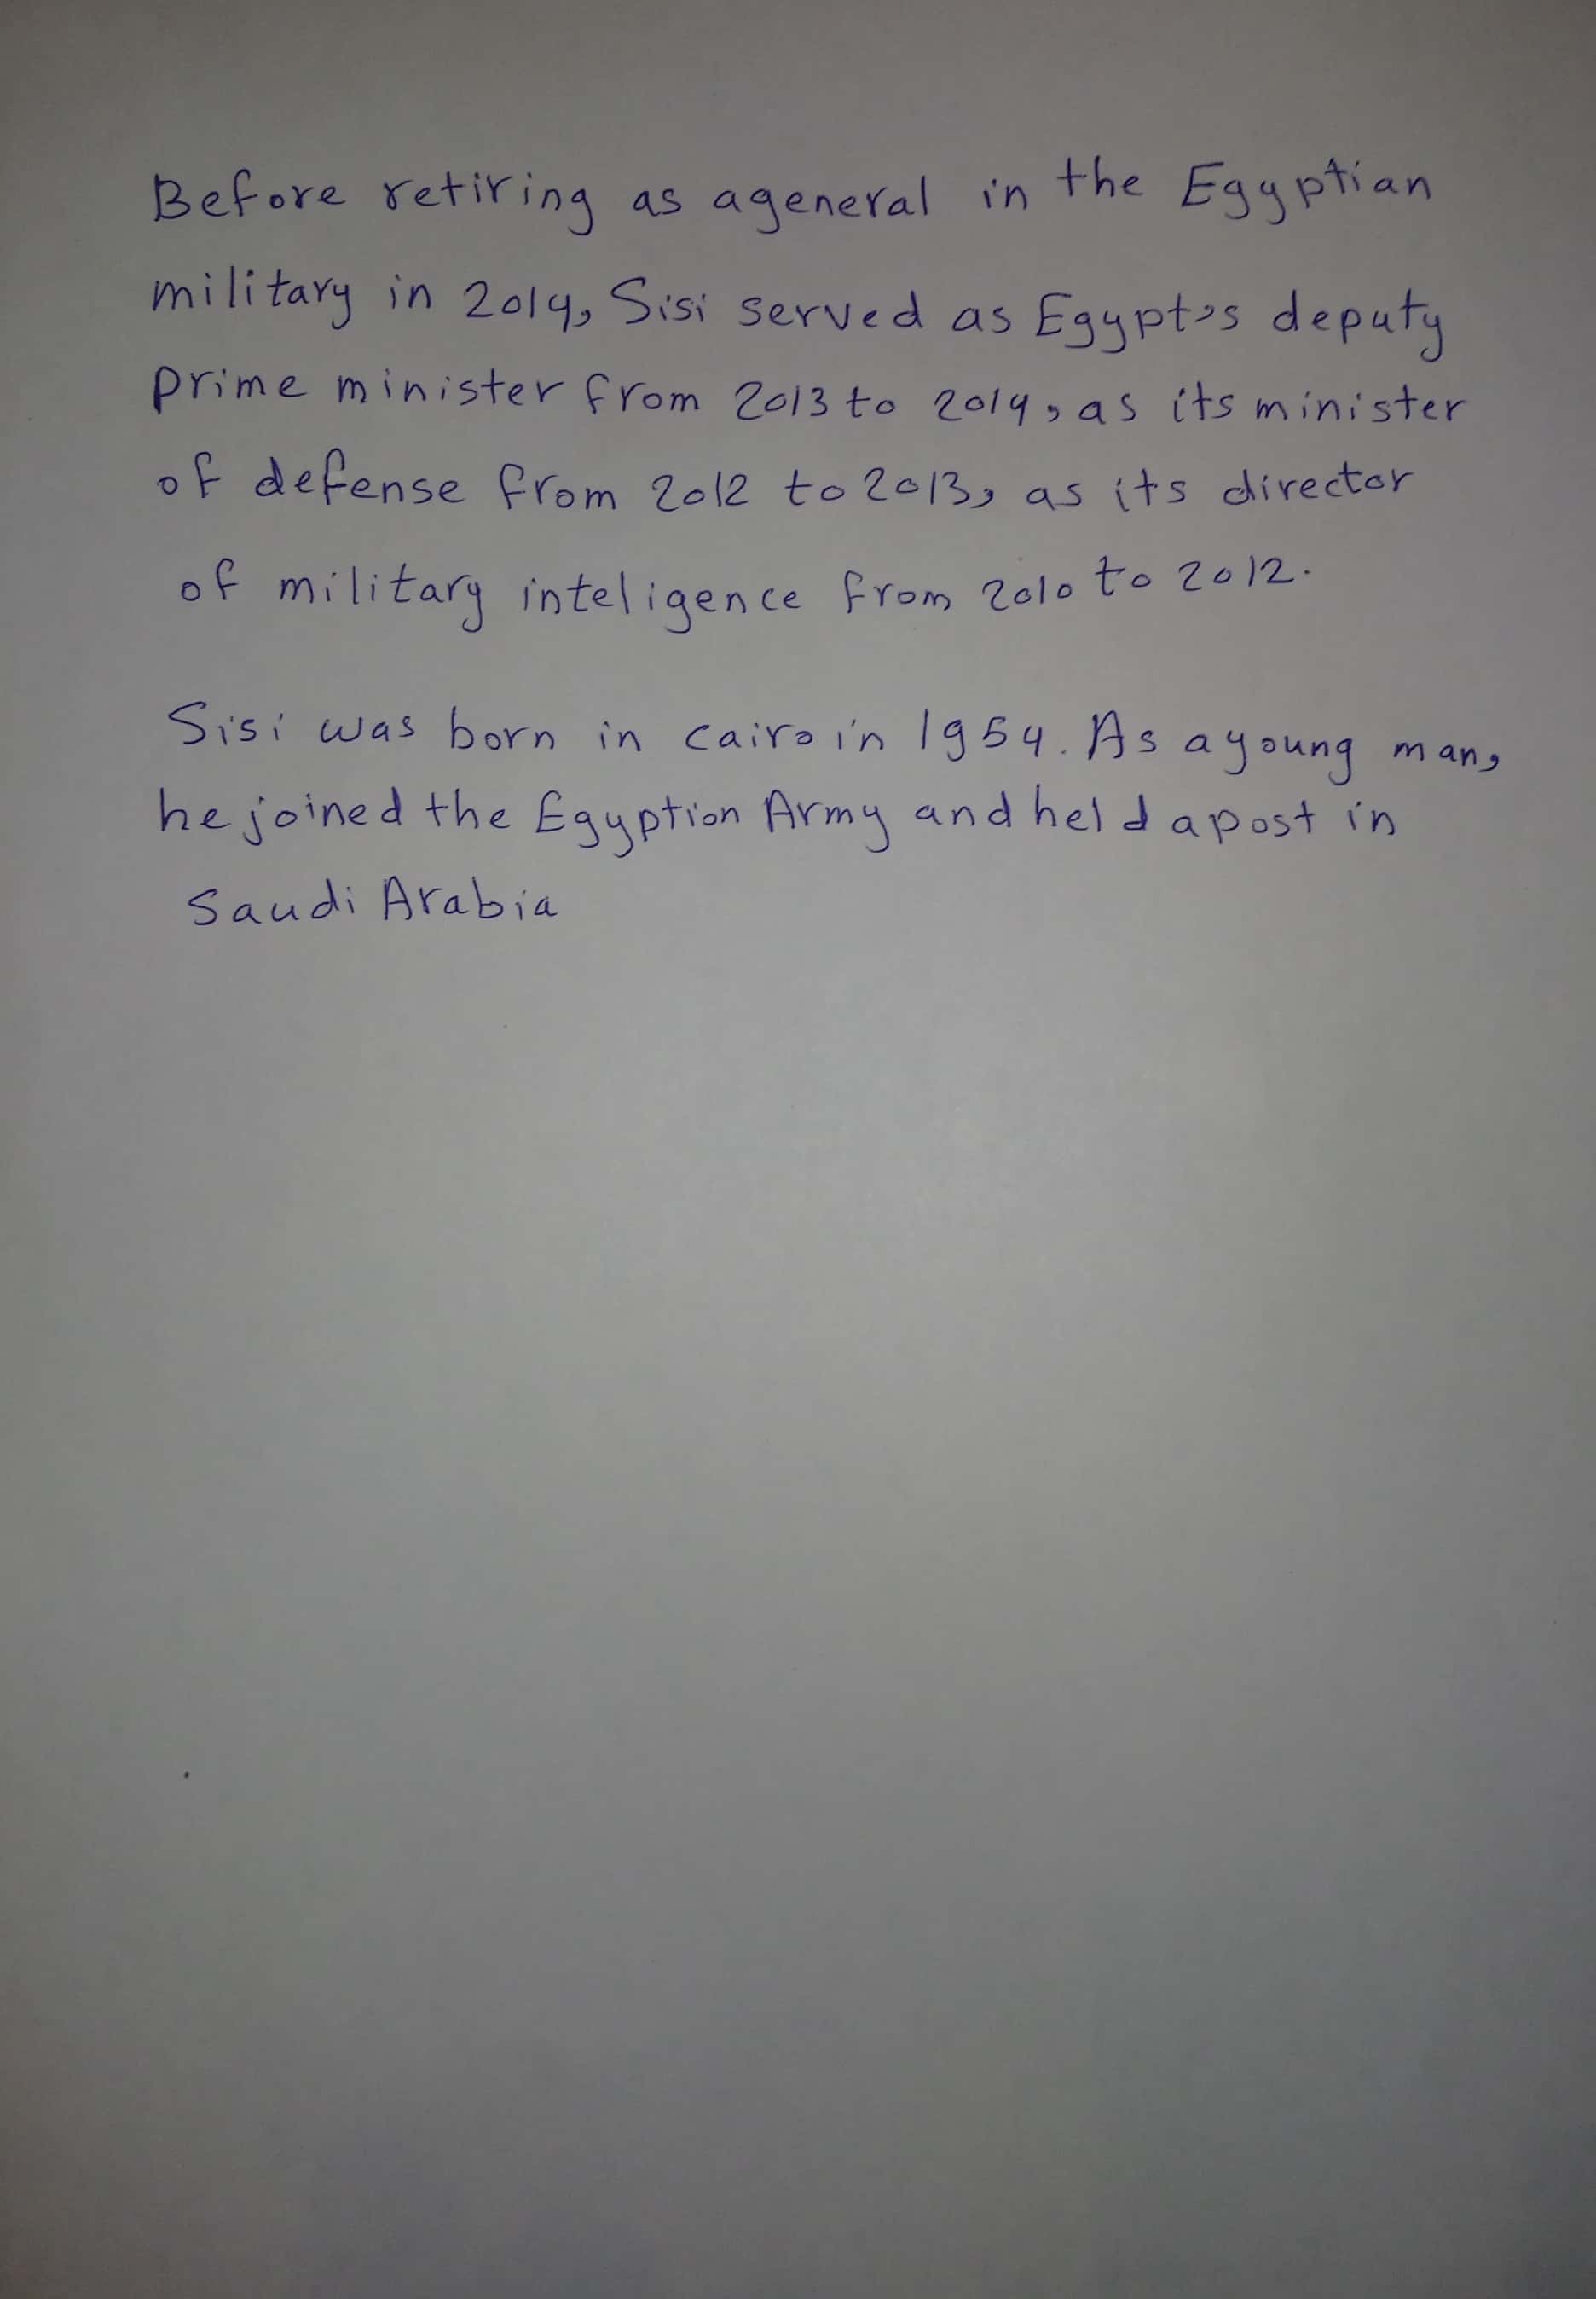 Before retiring as ageneral in the Egyptian
military in 2014, Sisi served as Egypt's deputy
prime minister from 2013 to 2014, as its minister
of defense from 2012 to 2013, as its director
of military inteligence from 2010 to 2012.
Sisi was born in cairo in 1954. As a young man,
he joined the Egyption Army and held a post in
Saudi Arabia